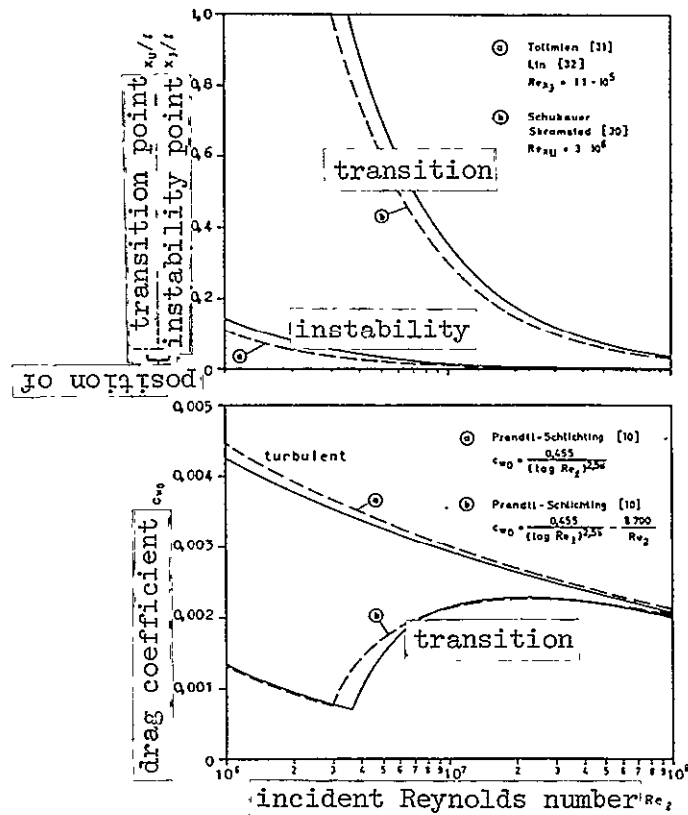 1,0
0,8
0,6
0,4
0,2
0
transition point x_U/ℓ
instability point x_J/ℓ
position of
ⓐ Tollmien [31]
Lin [32]
Re_xJ = 1.1 · 10^5
ⓑ Schubauer
Skramstad [30]
Re_xU = 3 · 10^6
transition
ⓑ
instability
ⓐ
0,005
0,004
0,003
0,002
0,001
0
drag coefficient c_w0
turbulent
ⓐ Prandtl-Schlichting [10]
c_w0 = 0,455 / (log Re_ℓ)^2,58
ⓑ Prandtl-Schlichting [10]
c_w0 = 0,455 / (log Re_ℓ)^2,58 - 8700 / Re_ℓ
ⓐ
ⓑ
transition
10^6 2 3 4 5 6 7 8 9 10^7 2 3 4 5 6 7 8 9 10^8
incident Reynolds number Re_ℓ